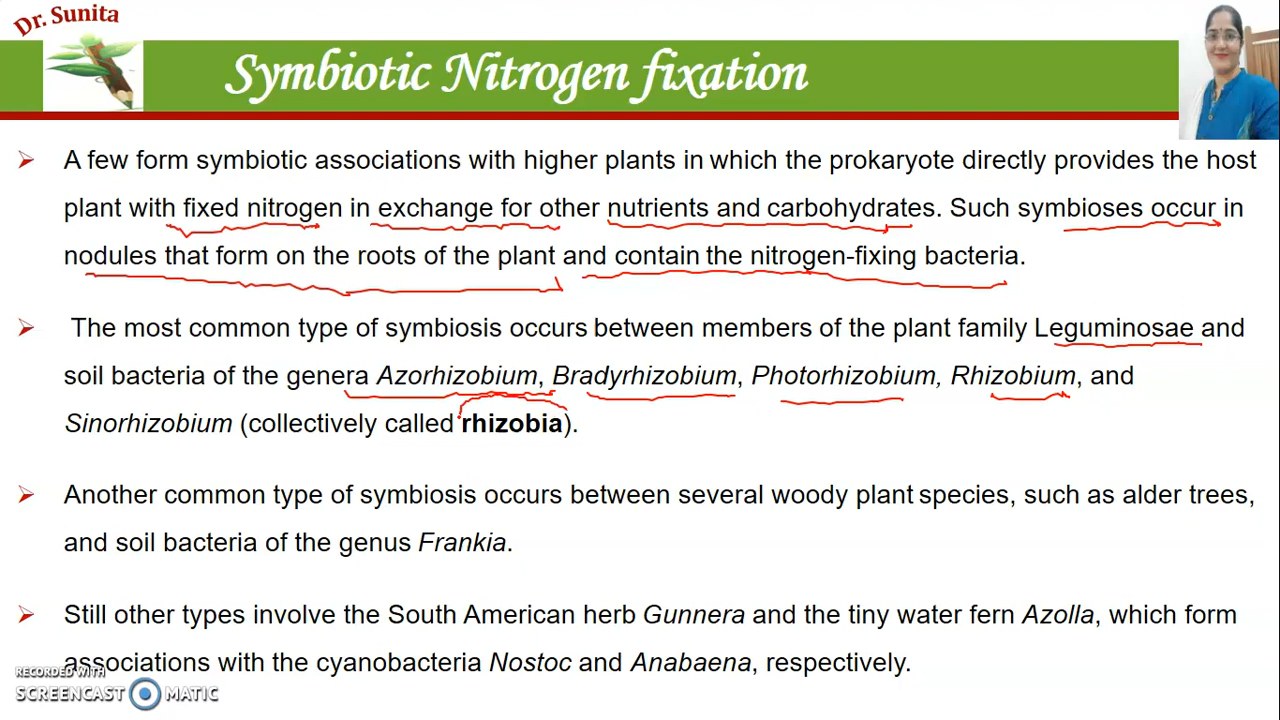 Dr. Sunita
Symbiotic Nitrogen fixation
➢ A few form symbiotic associations with higher plants in which the prokaryote directly provides the host
plant with fixed nitrogen in exchange for other nutrients and carbohydrates. Such symbioses occur in
nodules that form on the roots of the plant and contain the nitrogen-fixing bacteria.
➢ The most common type of symbiosis occurs between members of the plant family Leguminosae and
soil bacteria of the genera Azorhizobium, Bradyrhizobium, Photorhizobium, Rhizobium, and
Sinorhizobium (collectively called rhizobia).
➢ Another common type of symbiosis occurs between several woody plant species, such as alder trees,
and soil bacteria of the genus Frankia.
➢ Still other types involve the South American herb Gunnera and the tiny water fern Azolla, which form
associations with the cyanobacteria Nostoc and Anabaena, respectively.
RECORDED WITH
SCREENCAST MATIC